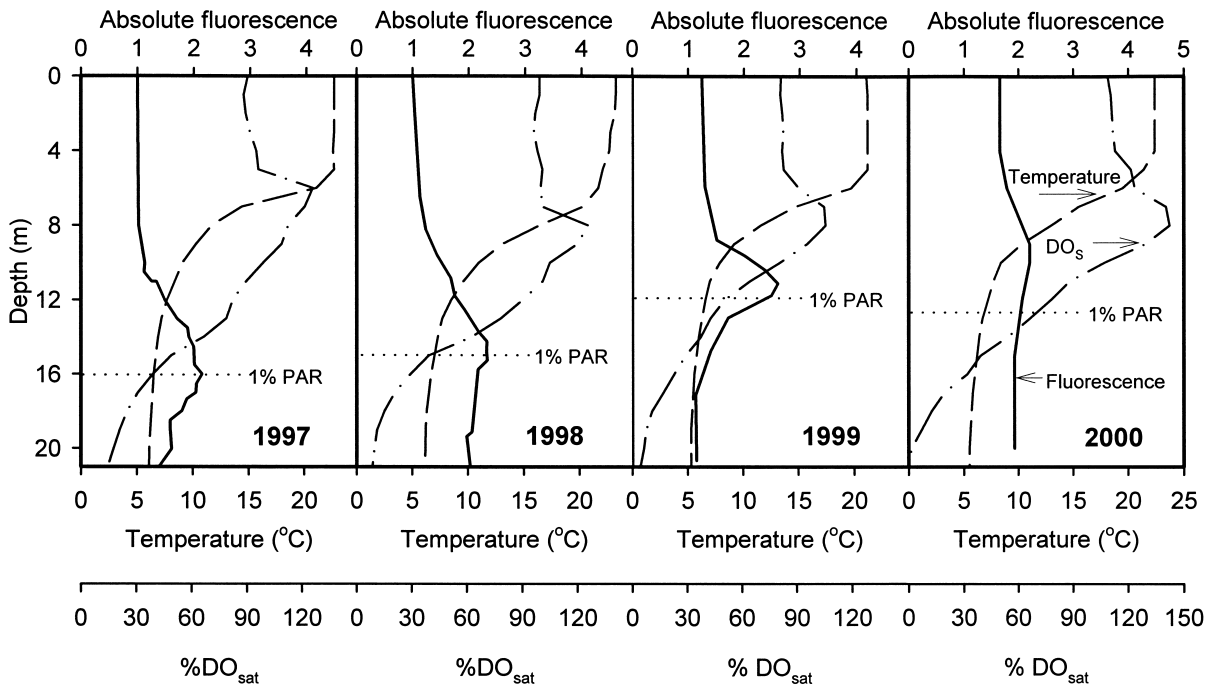 Absolute fluorescence Absolute fluorescence Absolute fluorescence Absolute fluorescence
0 1 2 3 4 0 1 2 3 4 0 1 2 3 4 0 1 2 3 4 5
0
4
8
12
16
20
Depth (m)
Temperature
DOS
1% PAR
1% PAR
1% PAR
1% PAR
Fluorescence
1997 1998 1999 2000
0 5 10 15 20 0 5 10 15 20 0 5 10 15 20 0 5 10 15 20 25
Temperature (°C) Temperature (°C) Temperature (°C) Temperature (°C)
0 30 60 90 120 0 30 60 90 120 0 30 60 90 120 0 30 60 90 120 150
%DOsat %DOsat % DOsat % DOsat